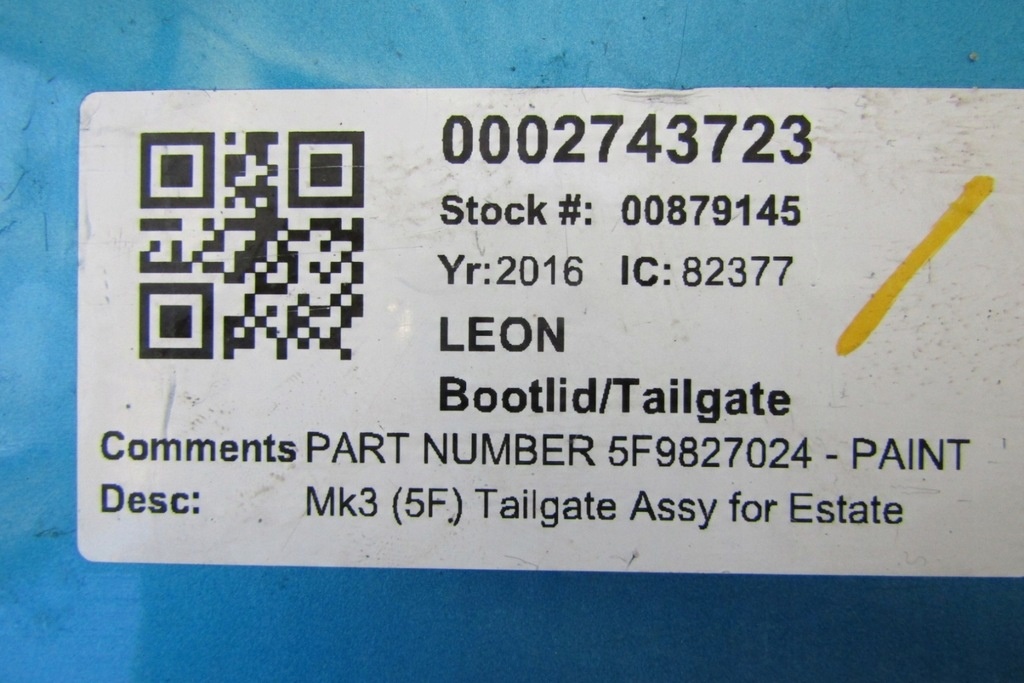 0002743723
Stock #: 00879145
Yr: 2016 IC: 82377
LEON
Bootlid/Tailgate
Comments PART NUMBER 5F9827024 - PAINT
Desc: Mk3 (5F) Tailgate Assy for Estate